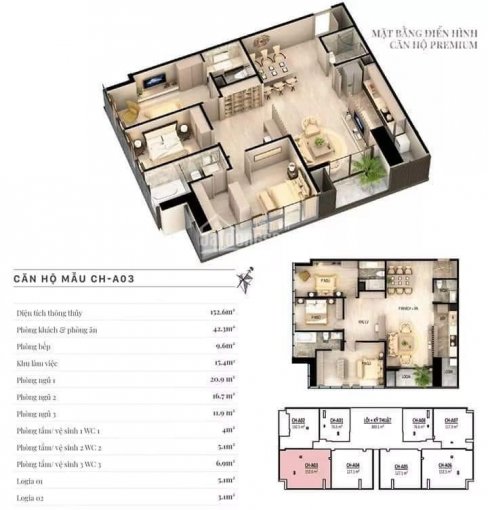 MẶT BẰNG ĐIỂN HÌNH
CĂN HỘ PREMIUM
CĂN HỘ MẪU CH-A03
Diện tích thông thủy 152.6m²
Phòng khách & phòng ăn 42.3m²
Phòng bếp 9.6m²
Khu làm việc 15.4m²
Phòng ngủ 1 20.9 m²
Phòng ngủ 2 16.7 m²
Phòng ngủ 3 11.9 m²
Phòng tắm/ vệ sinh 1 WC 1 4m²
Phòng tắm/ vệ sinh 2 WC 2 5.1m²
Phòng tắm/ vệ sinh 3 WC 3 6.9m²
Logia 01 5.1m²
Logia 02 3.1m²
CH-A02
CH-A01
LÕI + KỸ THUẬT
CH-A08
CH-A07
CH-A03
CH-A04
CH-A05
CH-A06